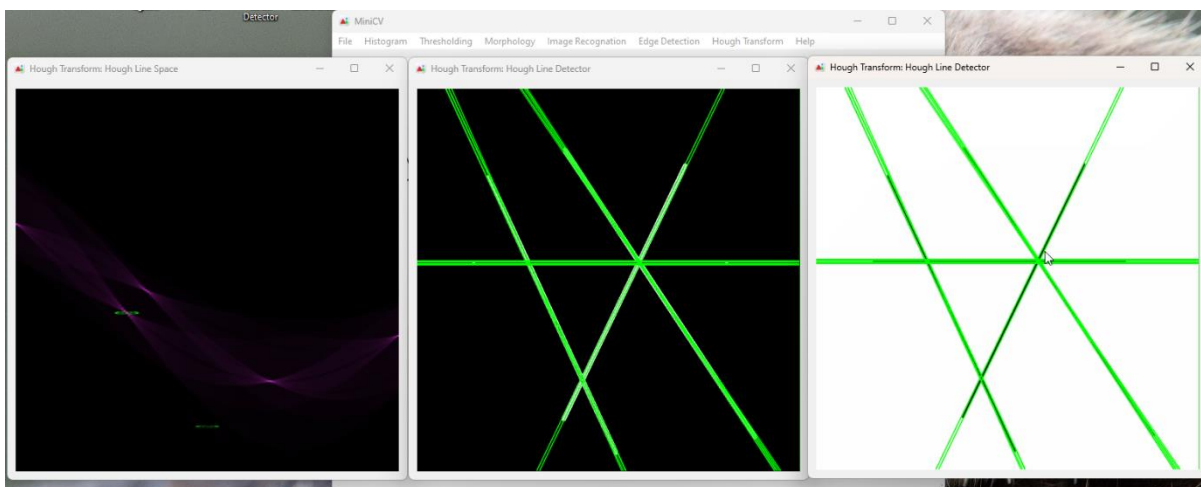 Detector
MiniCV
File Histogram Thresholding Morphology Image Recognation Edge Detection Hough Transform Help
Hough Transform: Hough Line Space
Hough Transform: Hough Line Detector
Hough Transform: Hough Line Detector